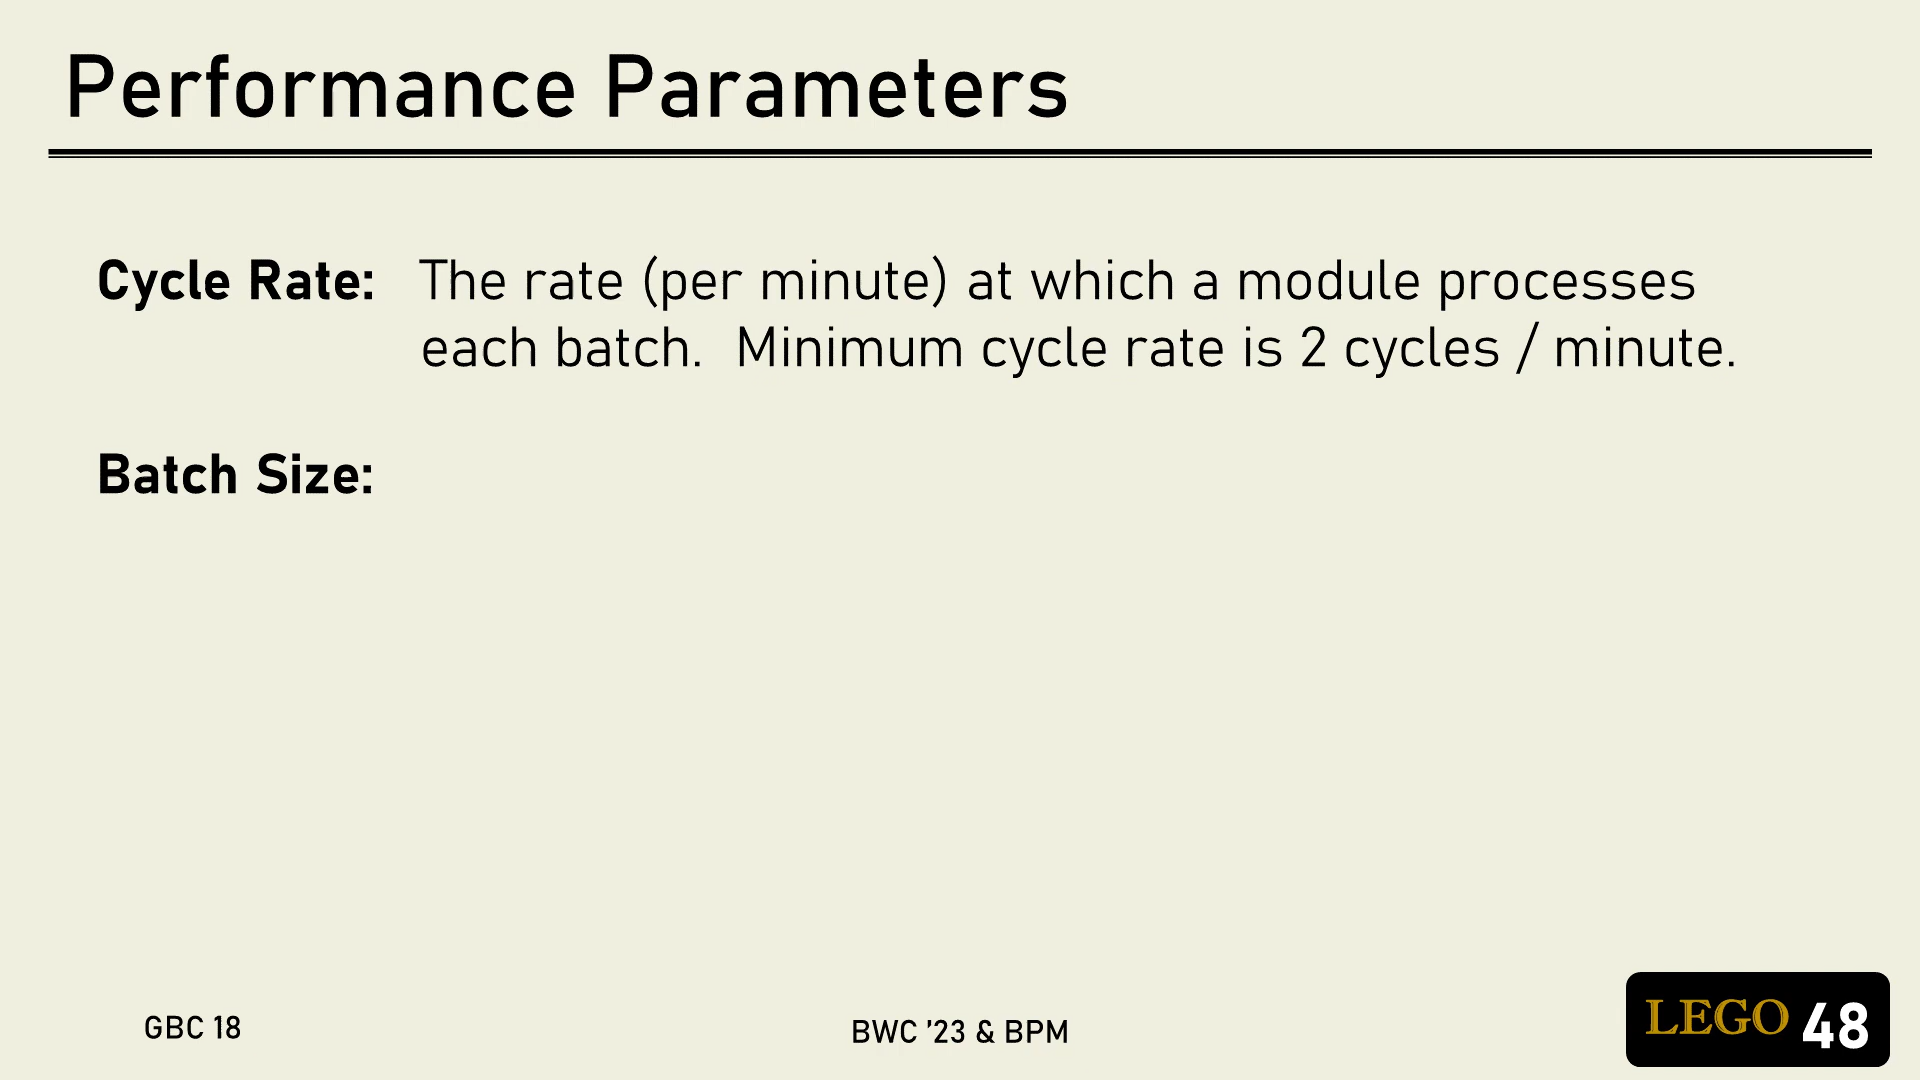 Performance Parameters
Cycle Rate: The rate (per minute) at which a module processes
each batch.  Minimum cycle rate is 2 cycles / minute.
Batch Size:
GBC 18
BWC ’23 & BPM
LEGO 48